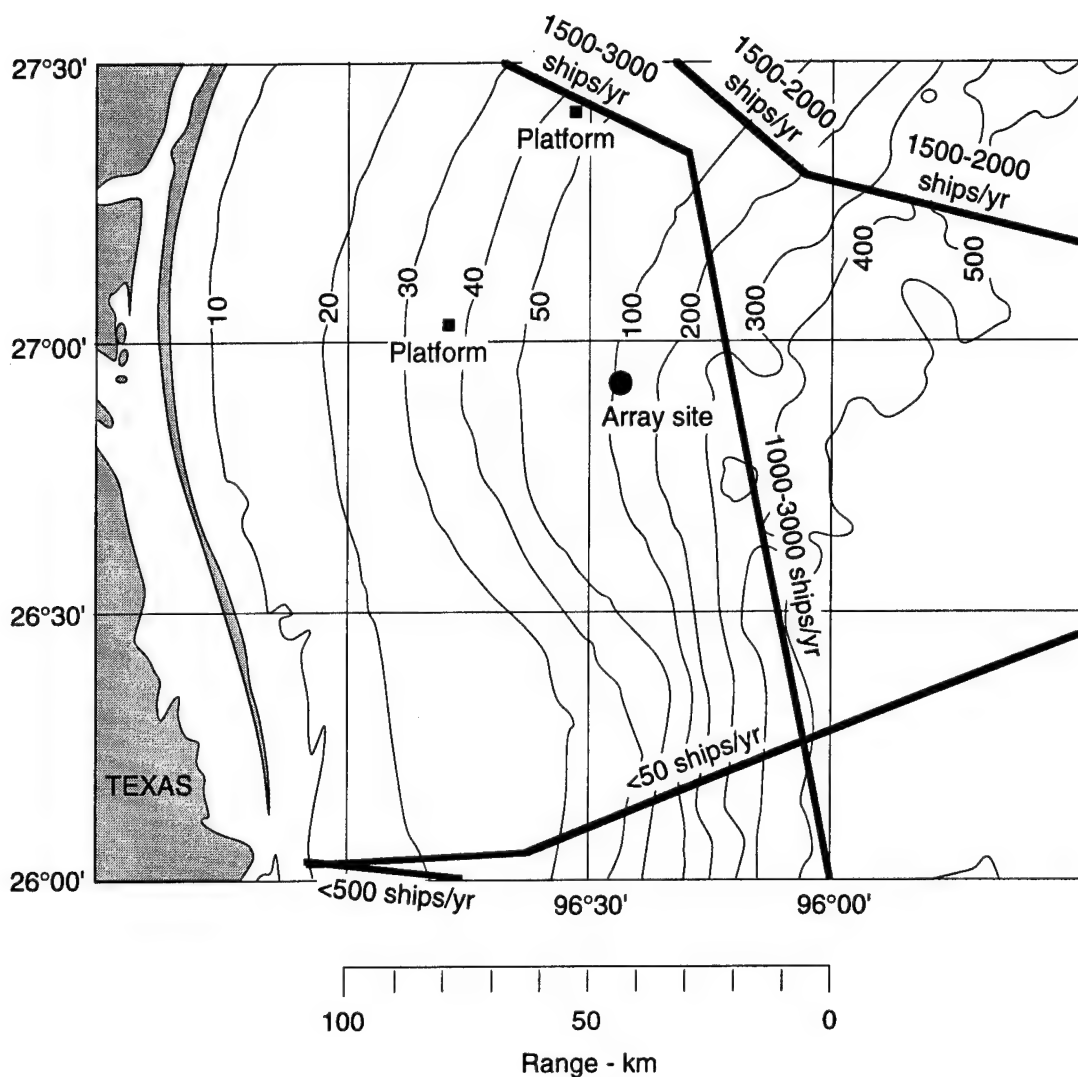 1500-3000
ships/yr
1500-2000
ships/yr
1500-2000
ships/yr
27°30'
Platform
10
20
30
40
50
100
200
300
400
500
Platform
27°00'
Array site
1000-3000 ships/yr
26°30'
<50 ships/yr
TEXAS
26°00'
<500 ships/yr
96°30'
96°00'
100
50
0
Range - km